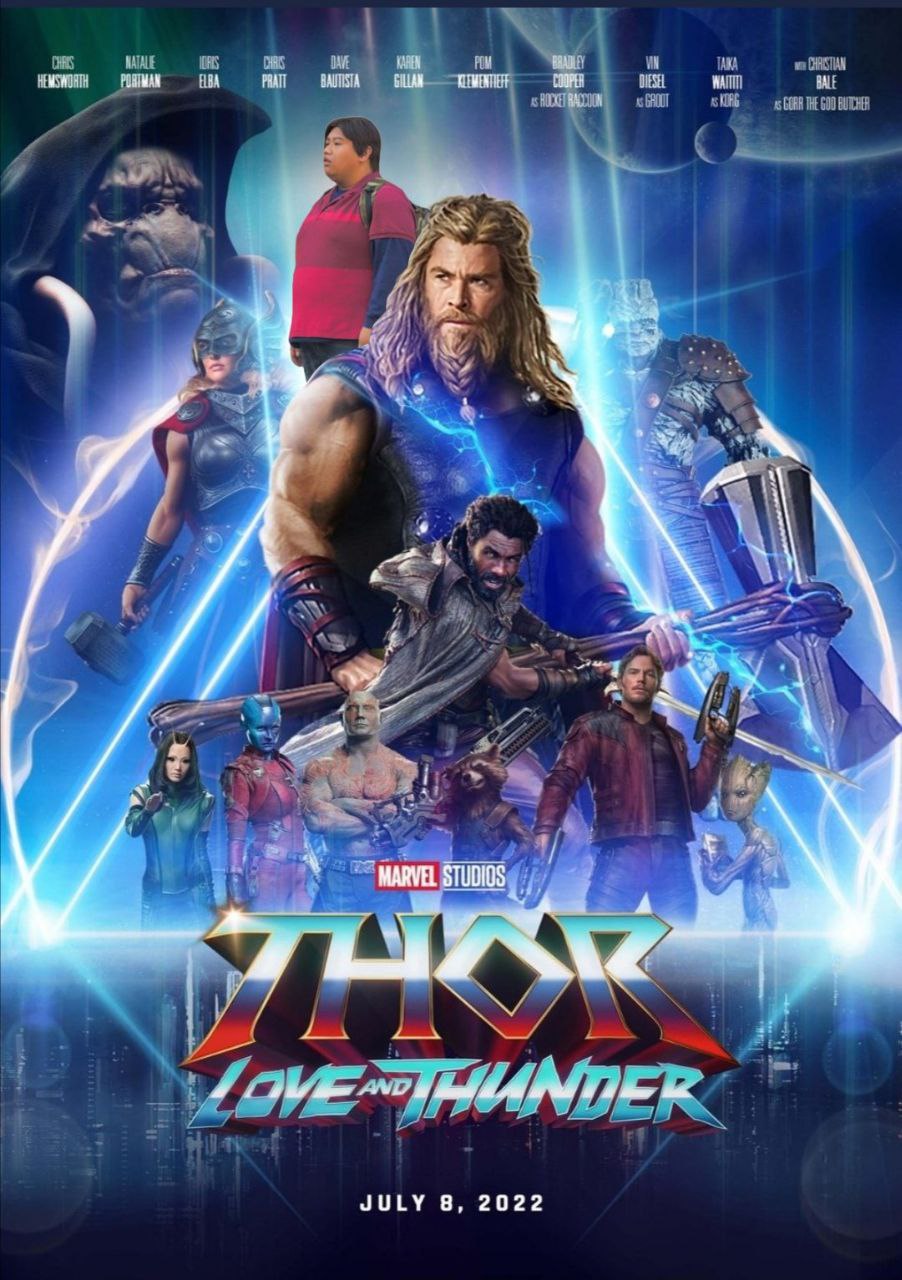 CHRIS HEMSWORTH
NATALIE PORTMAN
IDRIS ELBA
CHRIS PRATT
DAVE BAUTISTA
KAREN GILLAN
POM KLEMENTIEFF
BRADLEY COOPER AS ROCKET RACCOON
VIN DIESEL AS GROOT
TAIKA WAITITI AS KORG
WITH CHRISTIAN BALE AS GORR THE GOD BUTCHER
MARVEL STUDIOS
THOR
LOVE AND THUNDER
JULY 8, 2022